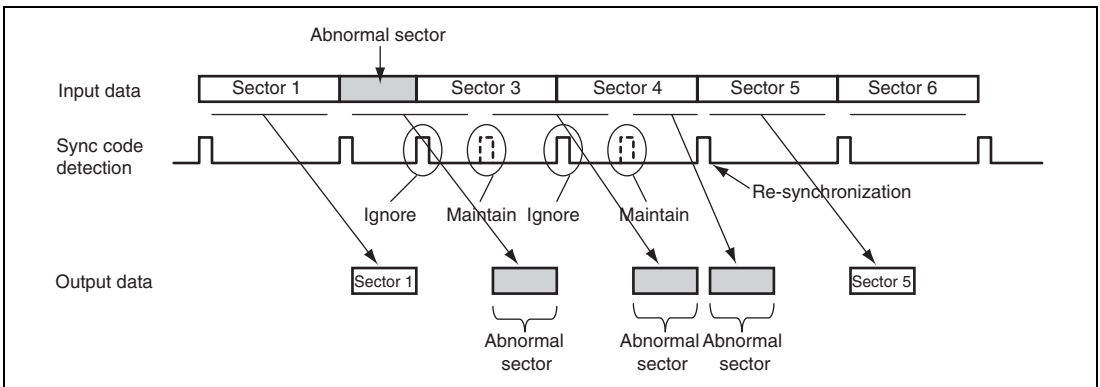 Abnormal sector
Input data
Sector 1
Sector 3
Sector 4
Sector 5
Sector 6
Sync code
detection
Ignore
Maintain
Ignore
Maintain
Re-synchronization
Output data
Sector 1
Sector 5
Abnormal
sector
Abnormal
sector
Abnormal
sector